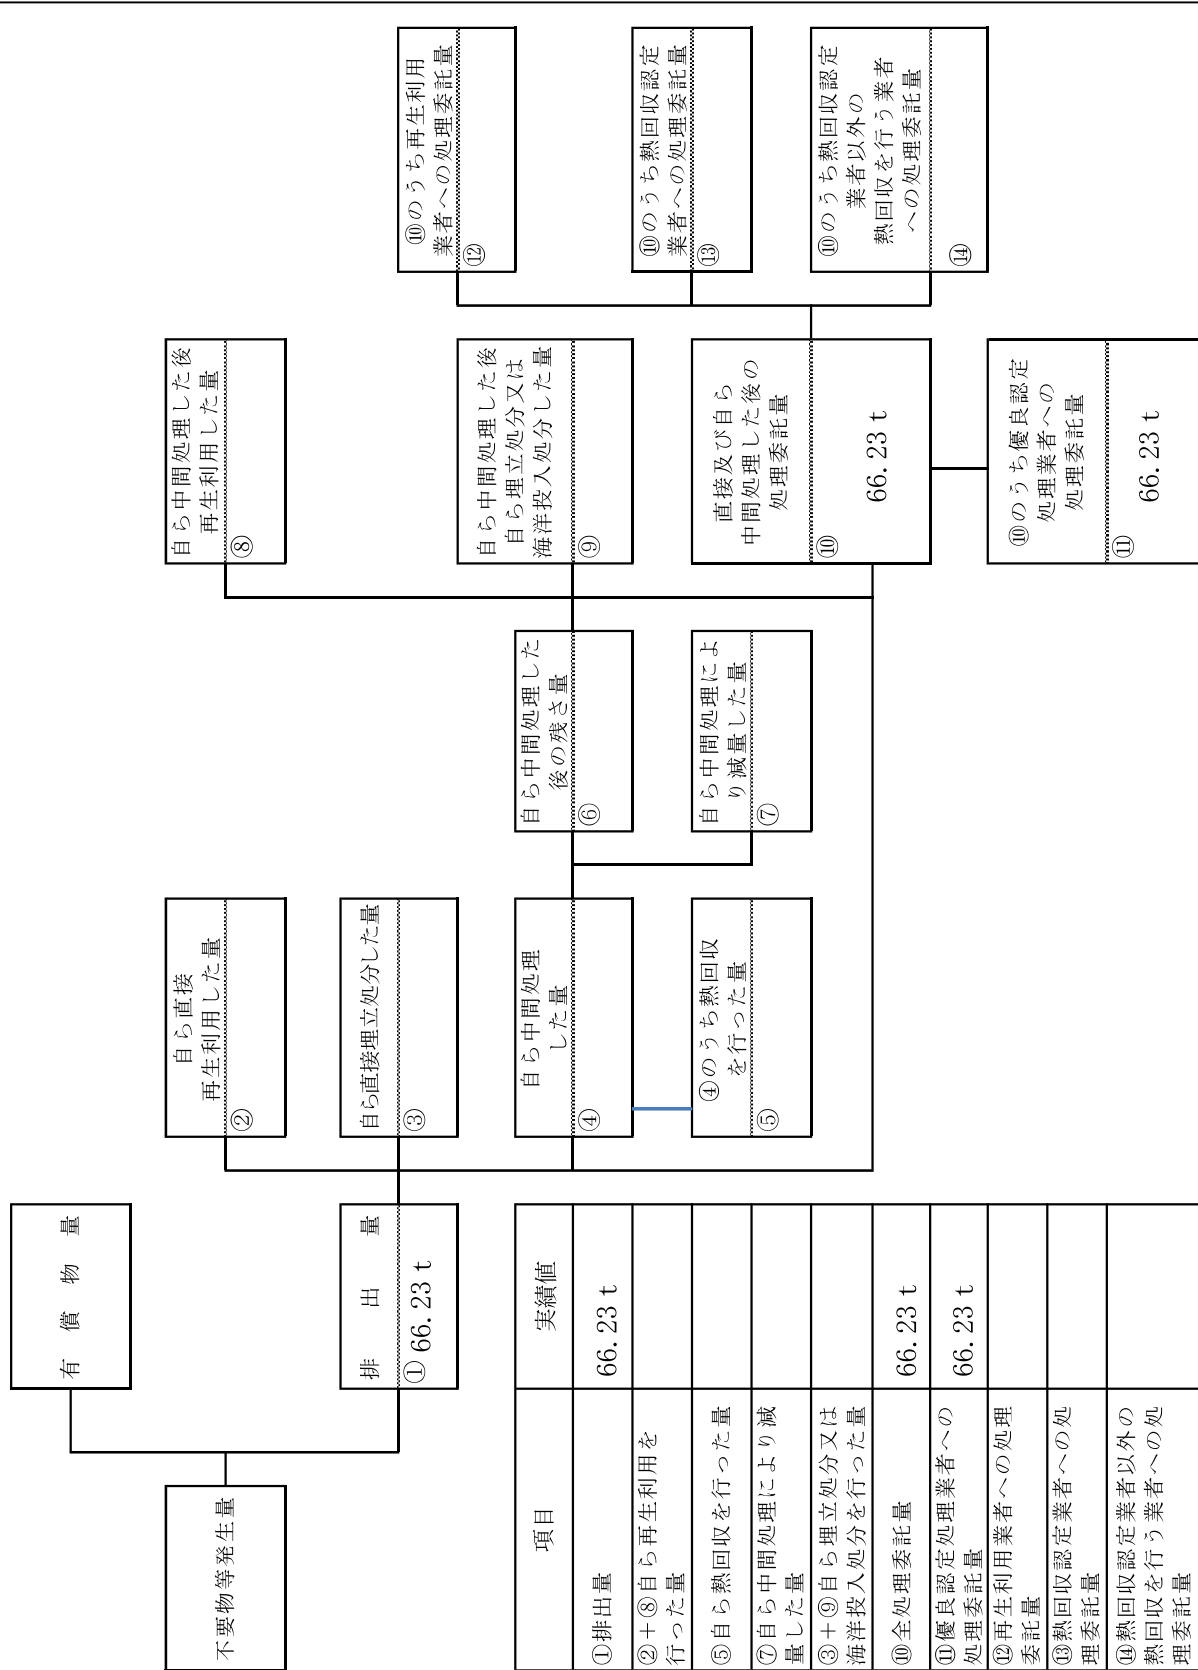 不要物等発生量
有償物量
排出量
① 66.23 t
自ら直接
再生利用した量
②
自ら直接埋立処分した量
③
自ら中間処理
した量
④
④のうち熱回収
を行った量
⑤
自ら中間処理した
後の残さ量
⑥
自ら中間処理によ
り減量した量
⑦
自ら中間処理した後
再生利用した量
⑧
自ら中間処理した後
自ら埋立処分又は
海洋投入処分した量
⑨
直接及び自ら
中間処理した後の
処理委託量
⑩
66.23 t
⑩のうち優良認定
処理業者への
処理委託量
⑪
66.23 t
⑩のうち再生利用
業者への処理委託量
⑫
⑩のうち熱回収認定
業者への処理委託量
⑬
⑩のうち熱回収認定
業者以外の
熱回収を行う業者
への処理委託量
⑭
項目 実績値
①排出量 66.23 t
②＋⑧自ら再生利用を
行った量
⑤自ら熱回収を行った量
⑦自ら中間処理により減
量した量
③＋⑨自ら埋立処分又は
海洋投入処分を行った量
⑩全処理委託量 66.23 t
⑪優良認定処理業者への
処理委託量 66.23 t
⑫再生利用業者への処理
委託量
⑬熱回収認定業者への処
理委託量
⑭熱回収認定業者以外の
熱回収を行う業者への処
理委託量